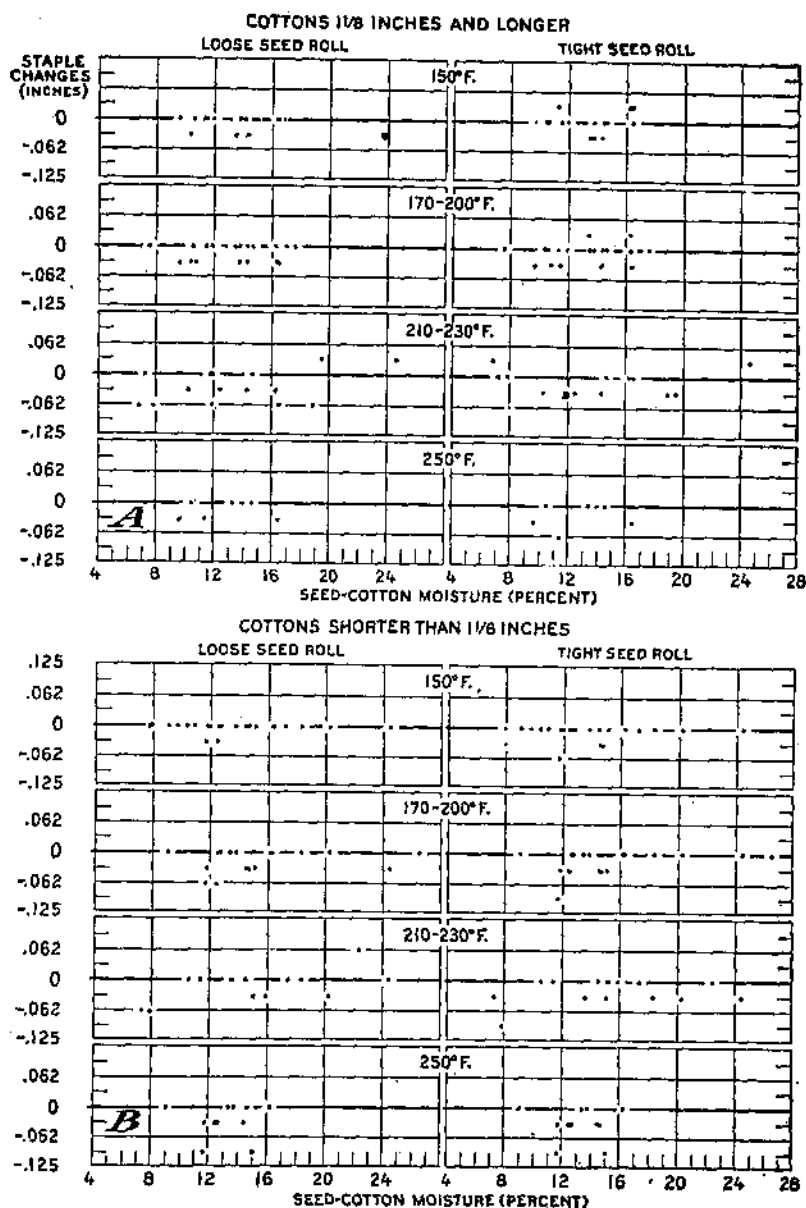 COTTONS 1 1/8 INCHES AND LONGER
LOOSE SEED ROLL TIGHT SEED ROLL
STAPLE
CHANGES
(INCHES)
150°F.
0
-.062
-.125
170-200°F.
.062
0
-.062
-.125
210-230°F.
.062
0
-.062
-.125
250°F.
.062
0
A
-.062
-.125
4 8 12 16 20 24 4 8 12 16 20 24 28
SEED-COTTON MOISTURE (PERCENT)
COTTONS SHORTER THAN 1 1/8 INCHES
LOOSE SEED ROLL TIGHT SEED ROLL
.125
150°F.
.062
0
-.062
-.125
170-200°F.
.062
0
-.062
-.125
210-230°F.
.062
0
-.062
-.125
250°F.
.062
0
B
-.062
-.125
4 8 12 16 20 24 4 8 12 16 20 24 28
SEED-COTTON MOISTURE (PERCENT)